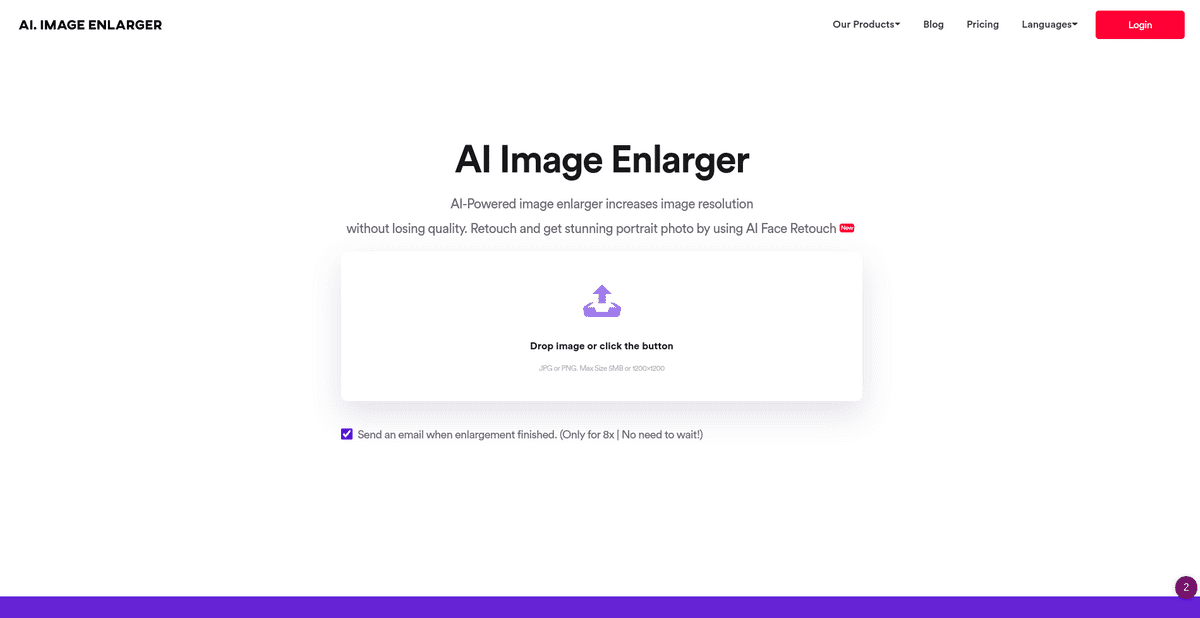 AI. IMAGE ENLARGER
Our Products
Blog
Pricing
Languages
Login
AI Image Enlarger
AI-Powered image enlarger increases image resolution
without losing quality. Retouch and get stunning portrait photo by using AI Face Retouch New
Drop image or click the button
JPG or PNG. Max Size 5MB or 1200×1200
Send an email when enlargement finished. (Only for 8x | No need to wait!)
2